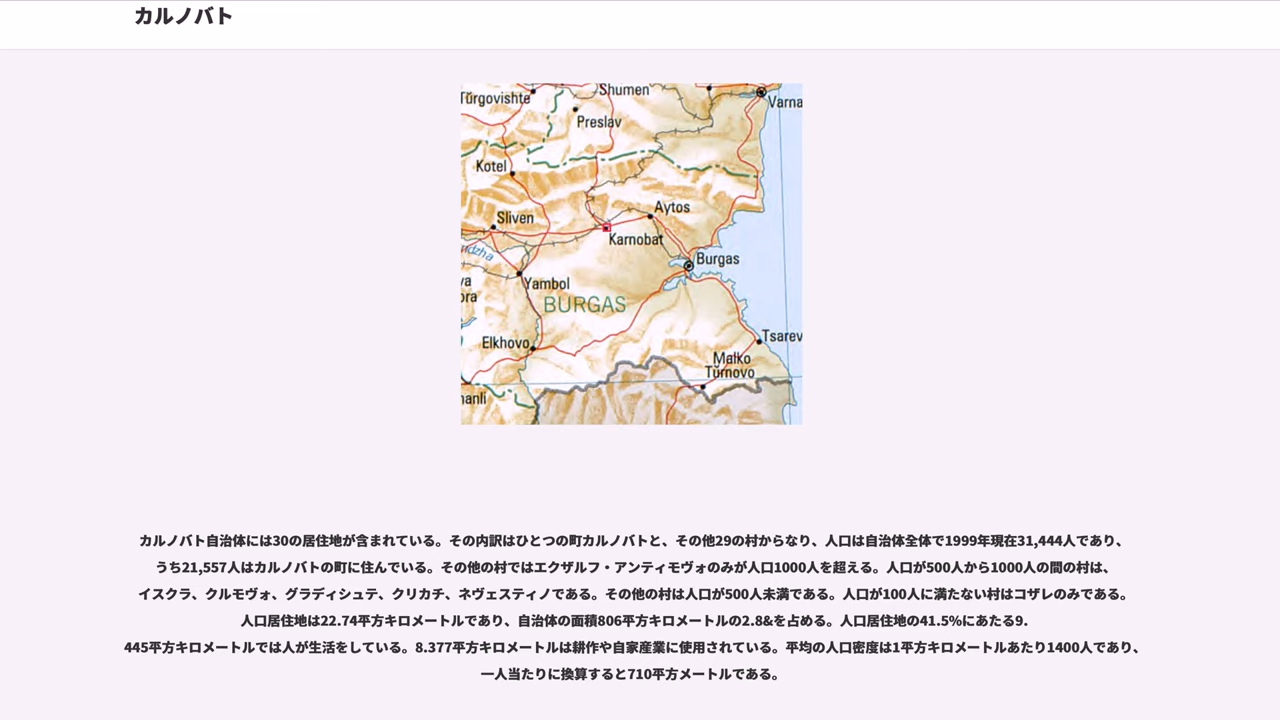 カルノバト
Shumen
Tŭrgovishte
Varna
Preslav
Kotel
Aytos
Sliven
Karnobat
Burgas
Yambol
BURGAS
Elkhovo
Tsarev
Malko
Tŭrnovo
カルノバト自治体には30の居住地が含まれている。その内訳はひとつの町カルノバトと、その他29の村からなり、人口は自治体全体で1999年現在31,444人であり、
うち21,557人はカルノバトの町に住んでいる。その他の村ではエクザルフ・アンティモヴォのみが人口1000人を超える。人口が500人から1000人の間の村は、
イスクラ、クルモヴォ、グラディシュテ、クリカチ、ネヴェスティノである。その他の村は人口が500人未満である。人口が100人に満たない村はコザレのみである。
人口居住地は22.74平方キロメートルであり、自治体の面積806平方キロメートルの2.8&を占める。人口居住地の41.5%にあたる9.
445平方キロメートルでは人が生活をしている。8.377平方キロメートルは耕作や自家産業に使用されている。平均の人口密度は1平方キロメートルあたり1400人であり、
一人当たりに換算すると710平方メートルである。